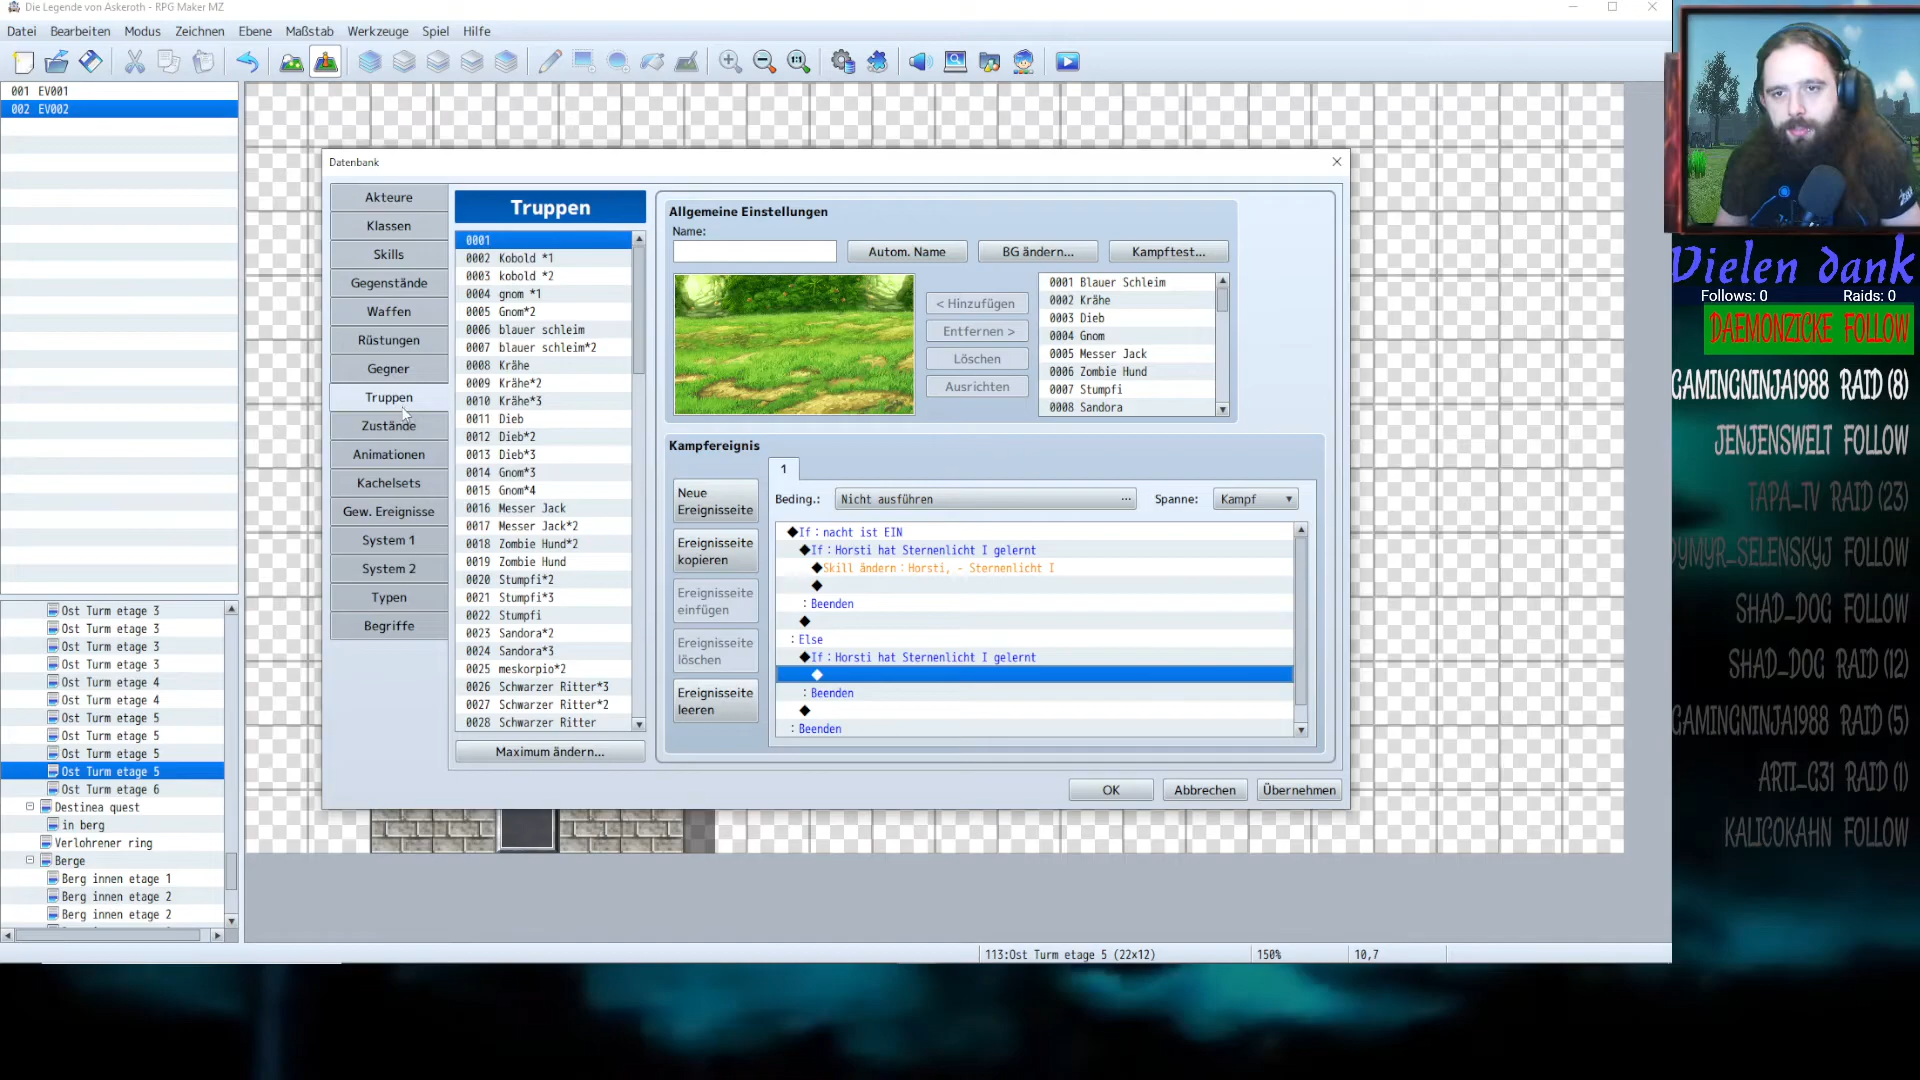 Die Legende von Askeroth - RPG Maker MZ
Datei Bearbeiten Modus Zeichnen Ebene Maßstab Werkzeuge Spiel Hilfe
001 EV001
002 EV002
Ost Turm etage 3
Ost Turm etage 3
Ost Turm etage 3
Ost Turm etage 3
Ost Turm etage 4
Ost Turm etage 4
Ost Turm etage 5
Ost Turm etage 5
Ost Turm etage 5
Ost Turm etage 5
Ost Turm etage 6
Destinea quest
in berg
Verlohrener ring
Berge
Berg innen etage 1
Berg innen etage 2
Berg innen etage 2
Datenbank
Akteure
Klassen
Skills
Gegenstände
Waffen
Rüstungen
Gegner
Truppen
Zustände
Animationen
Kachelsets
Gew. Ereignisse
System 1
System 2
Typen
Begriffe
Truppen
0001
0002 Kobold *1
0003 kobold *2
0004 gnom *1
0005 Gnom*2
0006 blauer schleim
0007 blauer schleim*2
0008 Krähe
0009 Krähe*2
0010 Krähe*3
0011 Dieb
0012 Dieb*2
0013 Dieb*3
0014 Gnom*3
0015 Gnom*4
0016 Messer Jack
0017 Messer Jack*2
0018 Zombie Hund*2
0019 Zombie Hund
0020 Stumpfi*2
0021 Stumpfi*3
0022 Stumpfi
0023 Sandora*2
0024 Sandora*3
0025 meskorpio*2
0026 Schwarzer Ritter*3
0027 Schwarzer Ritter*2
0028 Schwarzer Ritter
Maximum ändern...
Allgemeine Einstellungen
Name:
Autom. Name
BG ändern...
Kampftest...
< Hinzufügen
Entfernen >
Löschen
Ausrichten
0001 Blauer Schleim
0002 Krähe
0003 Dieb
0004 Gnom
0005 Messer Jack
0006 Zombie Hund
0007 Stumpfi
0008 Sandora
Kampfereignis
1
Neue
Ereignisseite
Ereignisseite
kopieren
Ereignisseite
einfügen
Ereignisseite
löschen
Ereignisseite
leeren
Beding.: Nicht ausführen ... Spanne: Kampf
◆If：nacht ist EIN
◆If：Horsti hat Sternenlicht I gelernt
◆Skill ändern：Horsti, - Sternenlicht I
◆
：Beenden
◆
：Else
◆If：Horsti hat Sternenlicht I gelernt
◆
：Beenden
◆
：Beenden
OK
Abbrechen
Übernehmen
113:Ost Turm etage 5 (22x12)
150%
10,7
Vielen dank
Follows: 0 Raids: 0
DAEMONZICKE FOLLOW
GAMINGNINJA1988 RAID (8)
JENJENSWELT FOLLOW
TAPA_TV RAID (23)
DYMYR_SELENSKYJ FOLLOW
SHAD_DOG FOLLOW
SHAD_DOG RAID (12)
GAMINGNINJA1988 RAID (5)
ARTI_G31 RAID (1)
KALICOKAHN FOLLOW